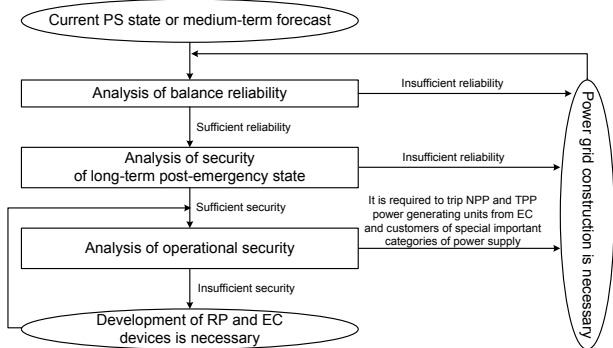 Current PS state or medium-term forecast
Analysis of balance reliability
Insufficient reliability
Sufficient reliability
Analysis of security
of long-term post-emergency state
Insufficient reliability
Sufficient security
It is required to trip NPP and TPP
power generating units from EC
and customers of special important
categories of power supply
Analysis of operational security
Insufficient security
Development of RP and EC
devices is necessary
Power grid construction is necessary